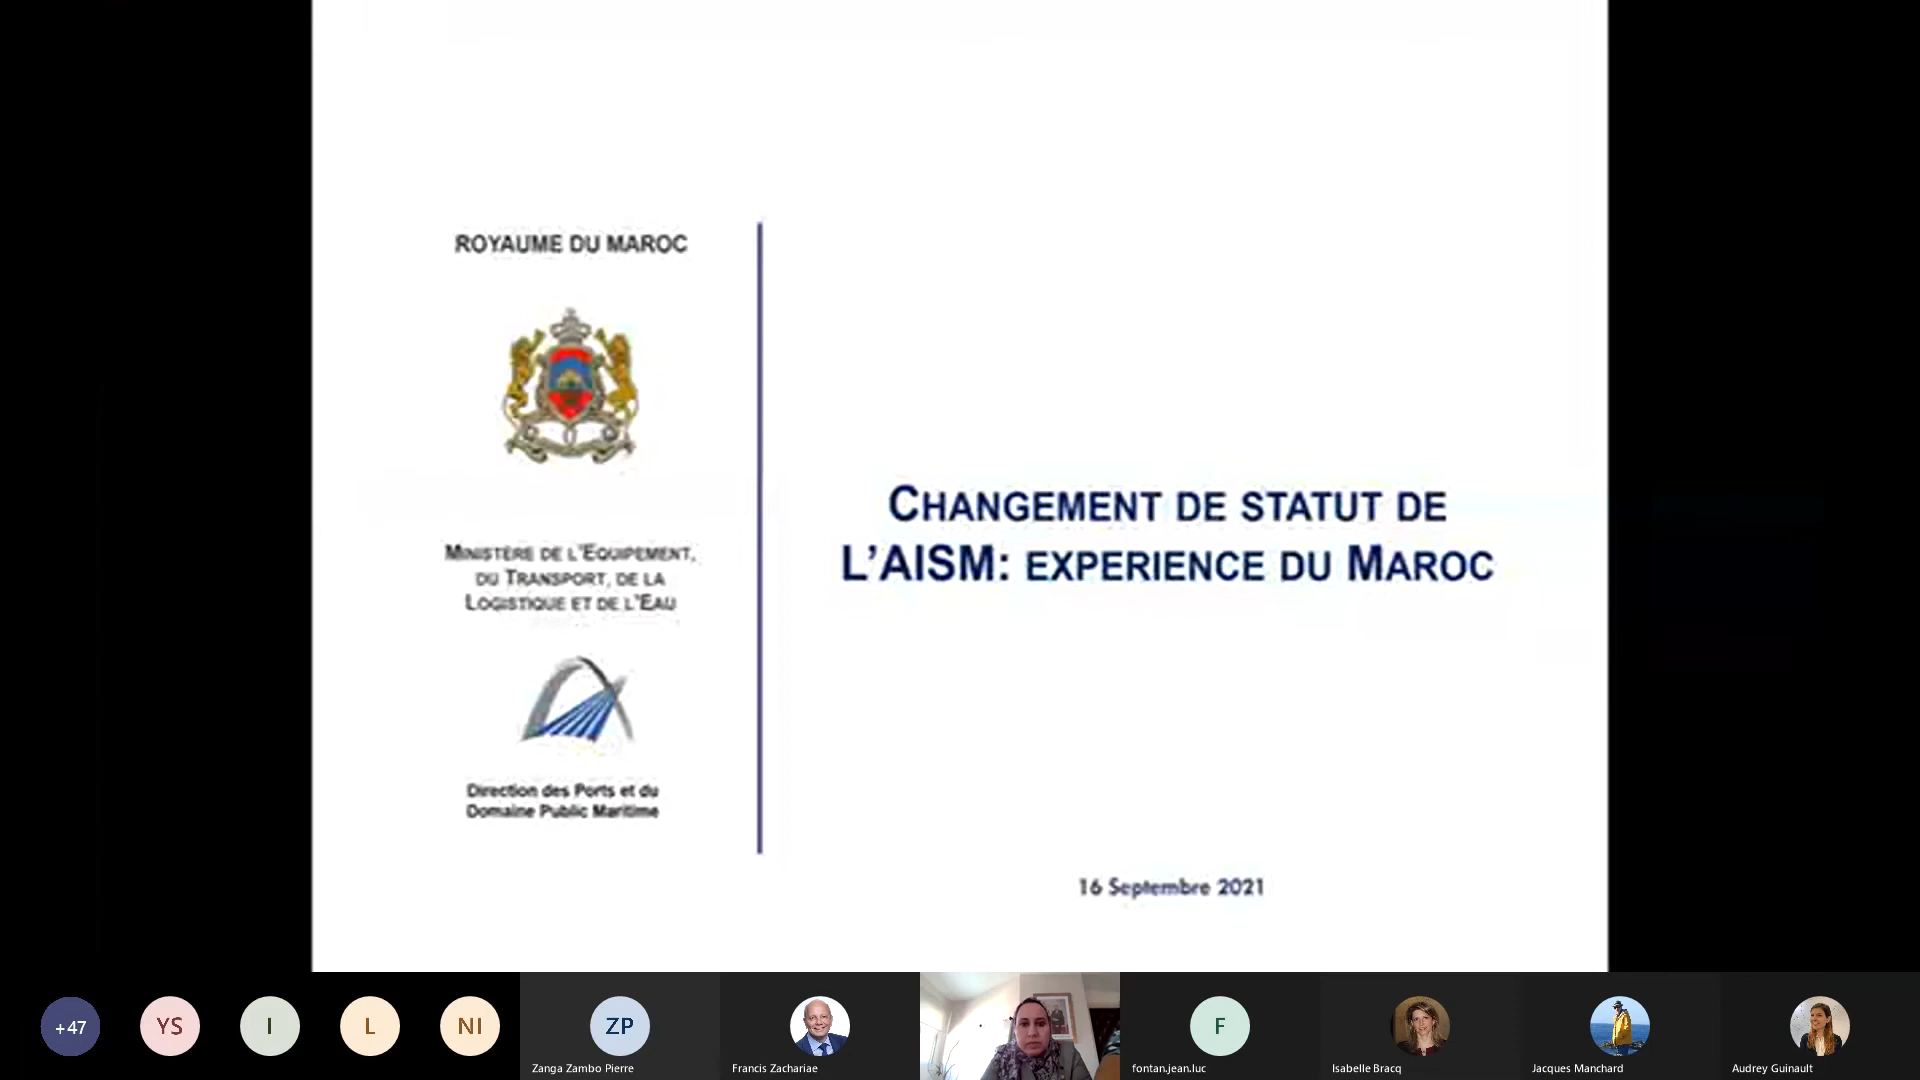 ROYAUME DU MAROC
MINISTÈRE DE L'EQUIPEMENT,
DU TRANSPORT, DE LA
LOGISTIQUE ET DE L'EAU
Direction des Ports et du
Domaine Public Maritime
CHANGEMENT DE STATUT DE
L'AISM: EXPERIENCE DU MAROC
16 Septembre 2021
+47
YS
I
L
NI
ZP
Zanga Zambo Pierre
Francis Zachariae
F
fontan.jean.luc
Isabelle Bracq
Jacques Manchard
Audrey Guinault